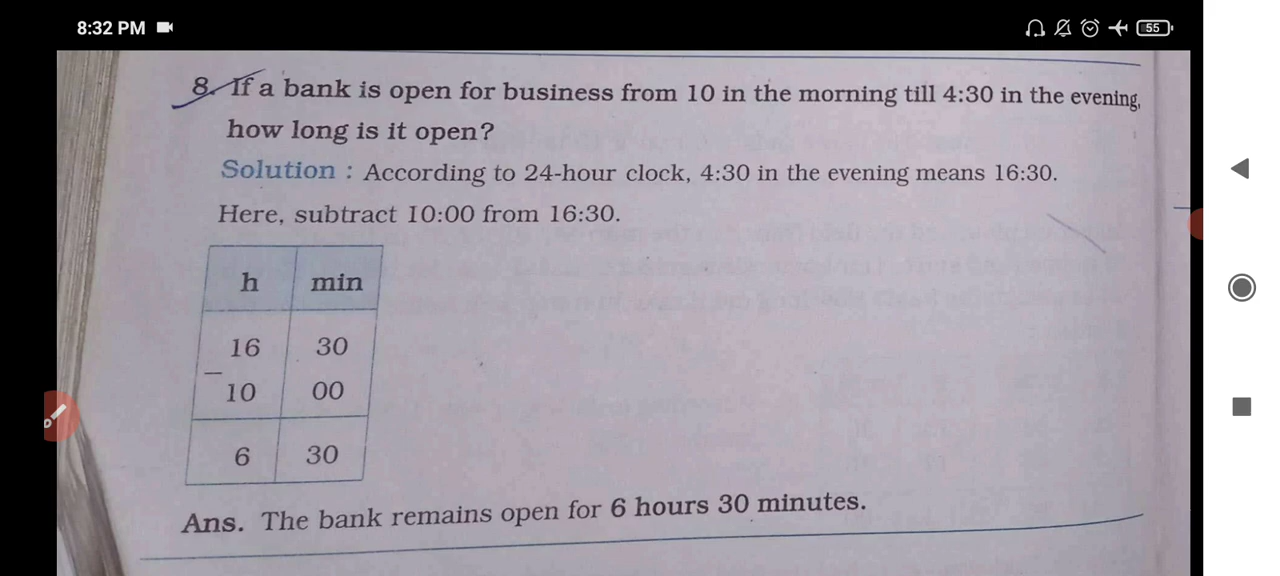 8:32 PM
55
8. If a bank is open for business from 10 in the morning till 4:30 in the evening,
how long is it open?
Solution : According to 24-hour clock, 4:30 in the evening means 16:30.
Here, subtract 10:00 from 16:30.
h min
16 30
− 10 00
6 30
Ans. The bank remains open for 6 hours 30 minutes.